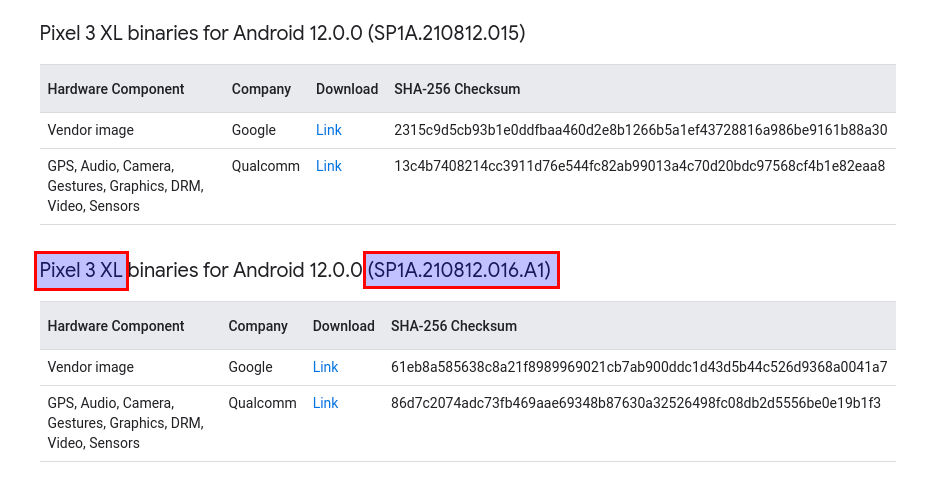 Pixel 3 XL binaries for Android 12.0.0 (SP1A.210812.015)
Hardware Component Company Download SHA-256 Checksum
Vendor image Google Link 2315c9d5cb93b1e0ddfbaa460d2e8b1266b5a1ef43728816a986be9161b88a30
GPS, Audio, Camera, Qualcomm Link 13c4b7408214cc3911d76e544fc82ab99013a4c70d20bdc97568cf4b1e82eaa8
Gestures, Graphics, DRM,
Video, Sensors
Pixel 3 XL binaries for Android 12.0.0 (SP1A.210812.016.A1)
Hardware Component Company Download SHA-256 Checksum
Vendor image Google Link 61eb8a585638c8a21f8989969021cb7ab900ddc1d43d5b44c526d9368a0041a7
GPS, Audio, Camera, Qualcomm Link 86d7c2074adc73fb469aae69348b87630a32526498fc08db2d5556be0e19b1f3
Gestures, Graphics, DRM,
Video, Sensors